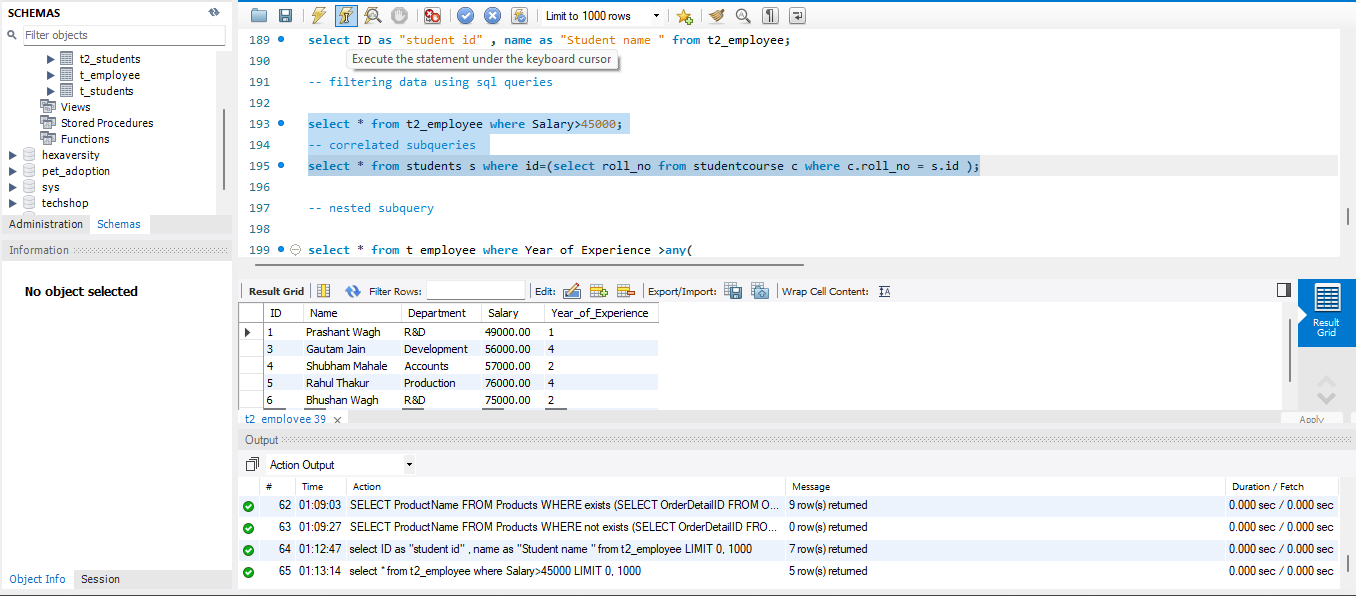 SCHEMAS
Filter objects
t2_students
t_employee
t_students
Views
Stored Procedures
Functions
hexaversity
pet_adoption
sys
techshop
Administration Schemas
Information
No object selected
Object Info Session
Limit to 1000 rows
189 select ID as "student id" , name as "Student name " from t2_employee;
190
Execute the statement under the keyboard cursor
191 -- filtering data using sql queries
192
193 select * from t2_employee where Salary>45000;
194 -- correlated subqueries
195 select * from students s where id=(select roll_no from studentcourse c where c.roll_no = s.id );
196
197 -- nested subquery
198
199 select * from t employee where Year of Experience >any(
Result Grid Filter Rows: Edit: Export/Import: Wrap Cell Content:
ID Name Department Salary Year_of_Experience
1 Prashant Wagh R&D 49000.00 1
3 Gautam Jain Development 56000.00 4
4 Shubham Mahale Accounts 57000.00 2
5 Rahul Thakur Production 76000.00 4
6 Bhushan Wagh R&D 75000.00 2
Result
Grid
t2_employee 39
Apply
Output
Action Output
# Time Action Message Duration / Fetch
62 01:09:03 SELECT ProductName FROM Products WHERE exists (SELECT OrderDetailID FROM O... 9 row(s) returned 0.000 sec / 0.000 sec
63 01:09:27 SELECT ProductName FROM Products WHERE not exists (SELECT OrderDetailID FRO... 0 row(s) returned 0.000 sec / 0.000 sec
64 01:12:47 select ID as "student id" , name as "Student name " from t2_employee LIMIT 0, 1000 7 row(s) returned 0.000 sec / 0.000 sec
65 01:13:14 select * from t2_employee where Salary>45000 LIMIT 0, 1000 5 row(s) returned 0.000 sec / 0.000 sec